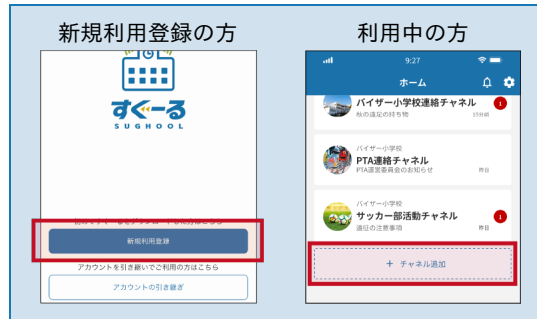 新規利用登録の方
すぐーる
SUGHOOL
新規利用登録
アカウントを引き継いでご利用の方はこちら
アカウントの引き継ぎ
利用中の方
9:27
ホーム
バイザー小学校連絡チャネル
1
秋の遠足の持ち物
15分前
バイザー小学校
PTA連絡チャネル
PTA運営委員会のお知らせ
昨日
バイザー小学校
サッカー部活動チャネル
1
遠征の注意事項
昨日
+ チャネル追加